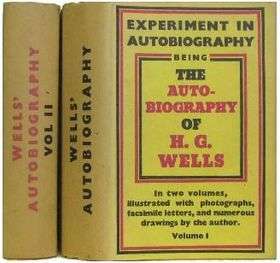 WELLS'
AUTOBIOGRAPHY
VOL II
WELLS'
AUTOBIOGRAPHY
EXPERIMENT IN
AUTOBIOGRAPHY
BEING
THE
AUTO-
BIOGRAPHY
OF
H. G.
WELLS
In two volumes,
illustrated with photographs,
facsimile letters, and numerous
drawings by the author.
Volume I